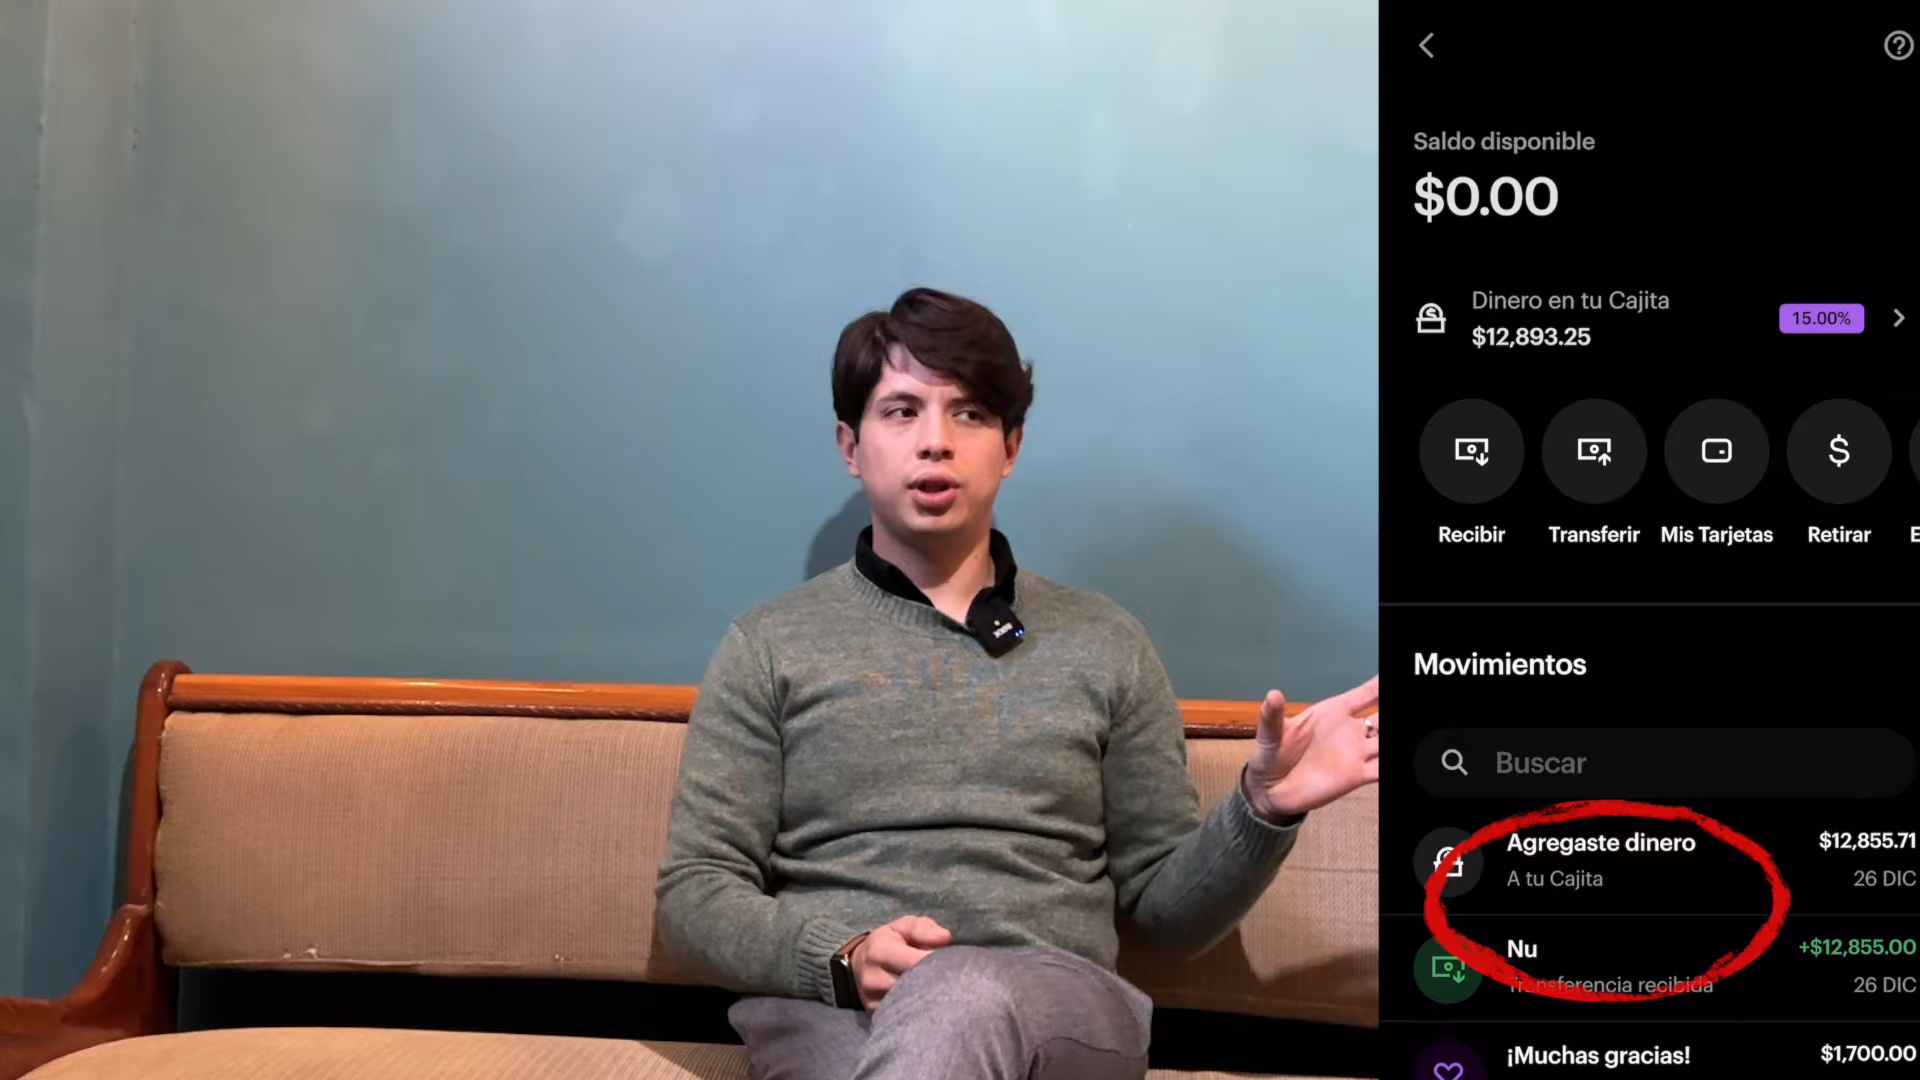 Saldo disponible
$0.00
Dinero en tu Cajita
$12,893.25
15.00%
Recibir
Transferir
Mis Tarjetas
Retirar
E
Movimientos
Buscar
Agregaste dinero
$12,855.71
A tu Cajita
26 DIC
Nu
+$12,855.00
Transferencia recibida
26 DIC
¡Muchas gracias!
$1,700.00